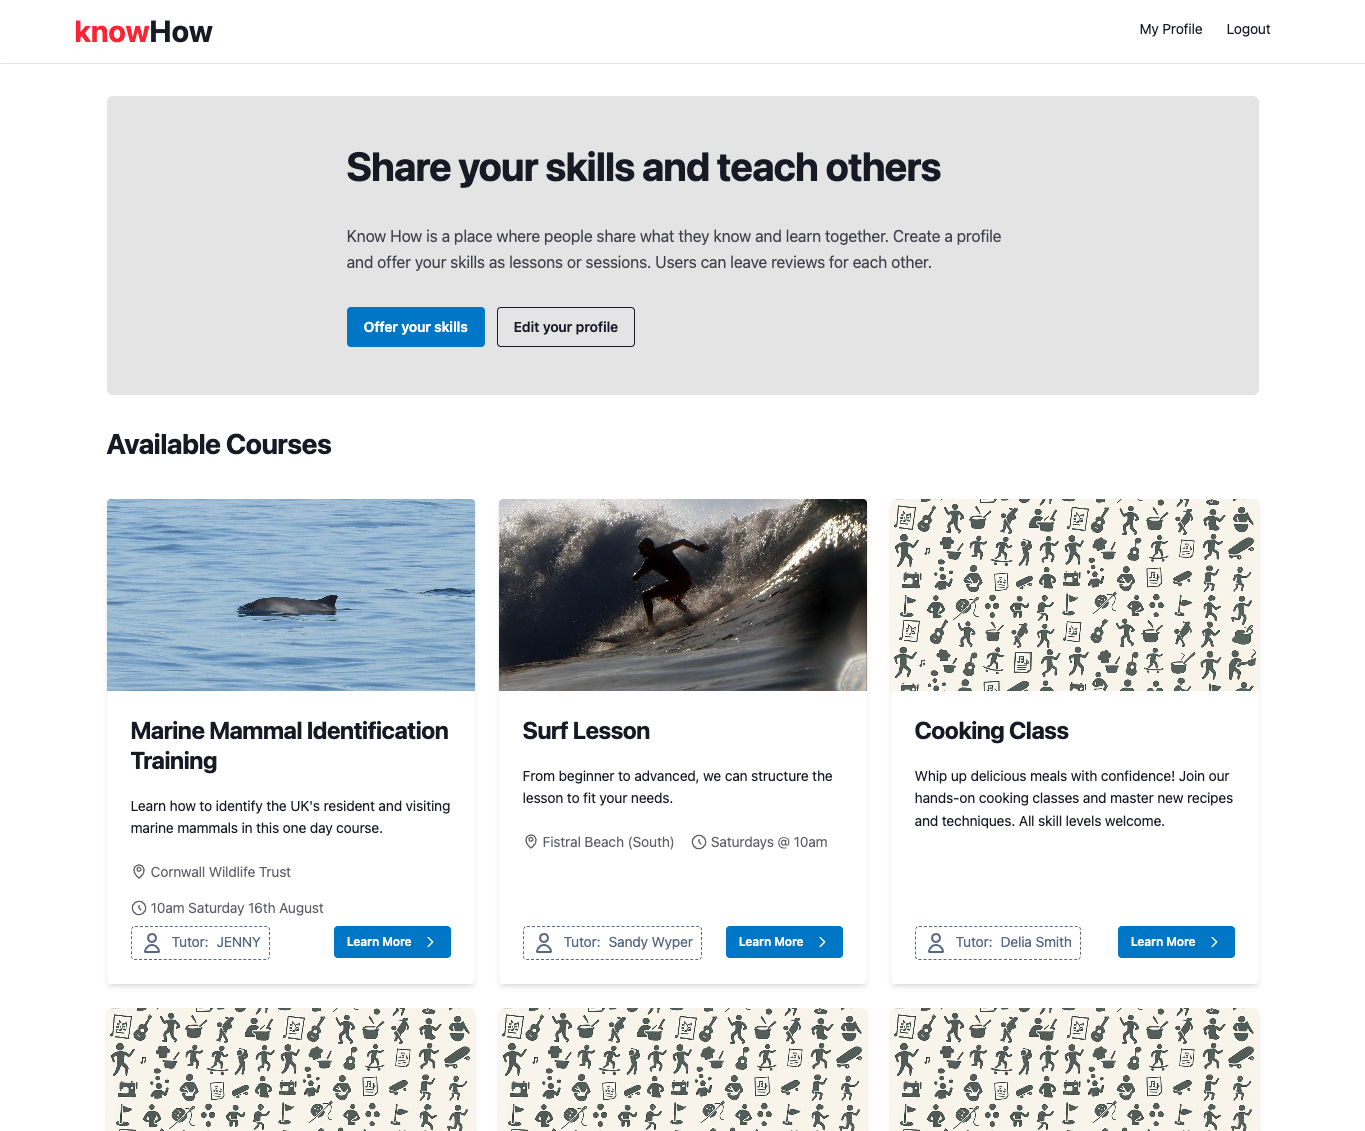 knowHow
My Profile
Logout
Share your skills and teach others
Know How is a place where people share what they know and learn together. Create a profile
and offer your skills as lessons or sessions. Users can leave reviews for each other.
Offer your skills
Edit your profile
Available Courses
Marine Mammal Identification
Training
Learn how to identify the UK's resident and visiting
marine mammals in this one day course.
Cornwall Wildlife Trust
10am Saturday 16th August
Tutor: JENNY
Learn More
Surf Lesson
From beginner to advanced, we can structure the
lesson to fit your needs.
Fistral Beach (South)
Saturdays @ 10am
Tutor: Sandy Wyper
Learn More
Cooking Class
Whip up delicious meals with confidence! Join our
hands-on cooking classes and master new recipes
and techniques. All skill levels welcome.
Tutor: Delia Smith
Learn More